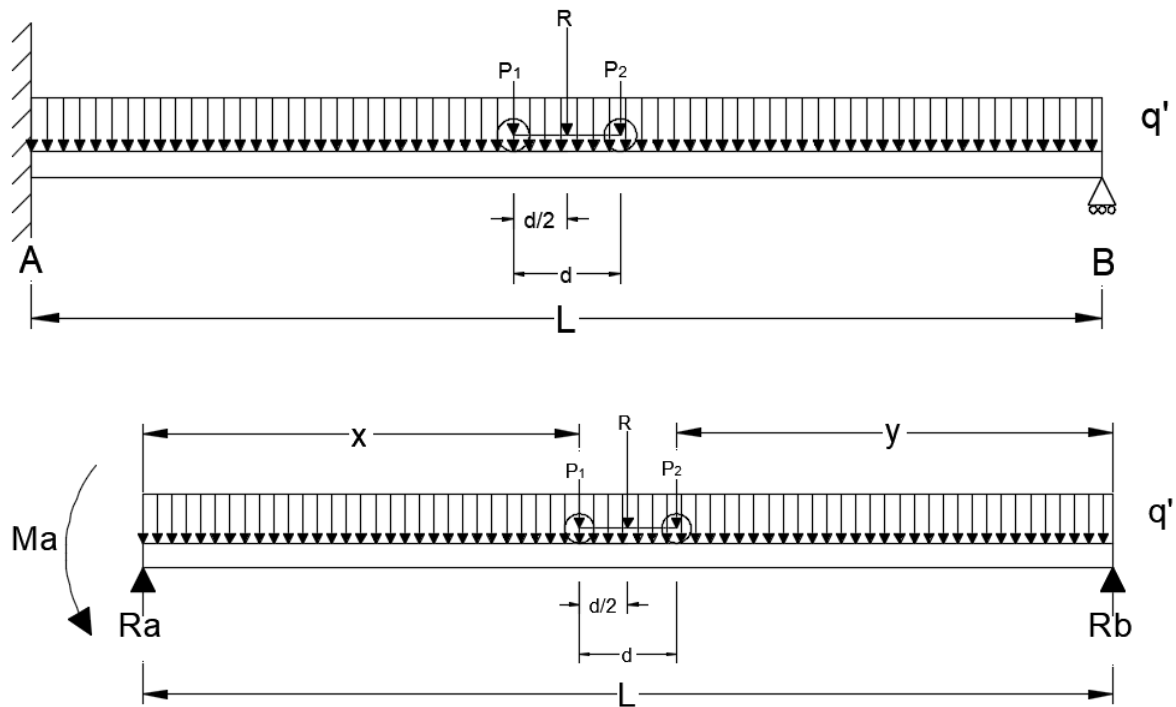 R
P₁ P₂
q'
d/2
A d B
L
x R y
P₁ P₂
q'
Ma
Ra d/2 Rb
d
L